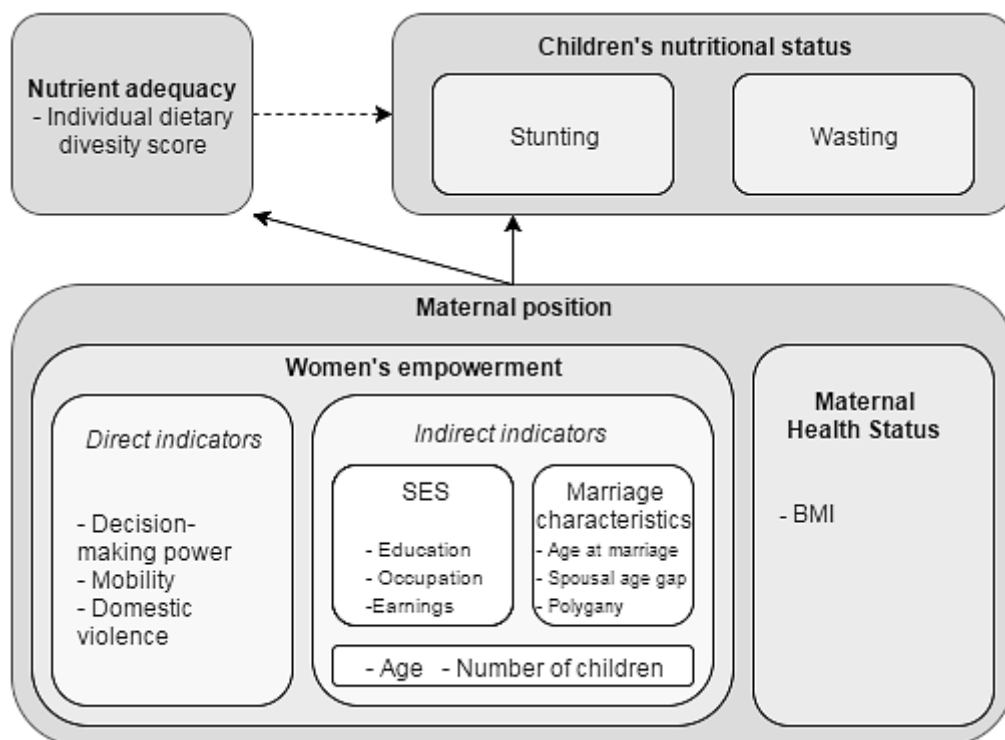 Nutrient adequacy
- Individual dietary
divesity score
Children's nutritional status
Stunting
Wasting
Maternal position
Women's empowerment
Direct indicators
- Decision-
making power
- Mobility
- Domestic
violence
Indirect indicators
SES
- Education
- Occupation
-Earnings
Marriage
characteristics
- Age at marriage
- Spousal age gap
- Polygany
- Age - Number of children
Maternal
Health Status
- BMI